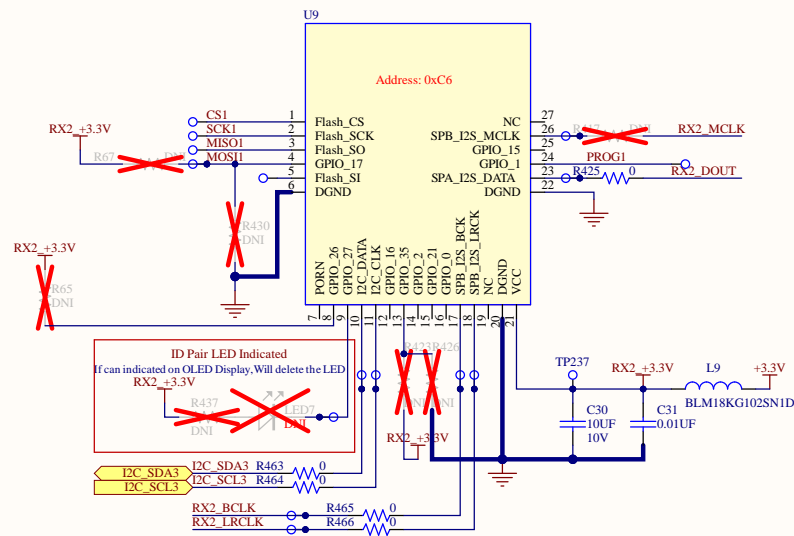 U9
Address: 0xC6
CS1 1 Flash_CS
SCK1 2 Flash_SCK
MISO1 3 Flash_SO
MOSI1 4 GPIO_17
5 Flash_SI
6 DGND
RX2_+3.3V
R67 DNI
R430
DNI
NC 27
SPB_I2S_MCLK 26
GPIO_15 25
GPIO_1 24 PROG1
SPA_I2S_DATA 23 R425 0 RX2_DOUT
DGND 22
DNI RX2_MCLK
RX2_+3.3V
R65
DNI
PORN 7
GPIO_26 8
GPIO_27 9
I2C_DATA 10
I2C_CLK 11
GPIO_16 12
GPIO_35 13
GPIO_2 14
GPIO_21 15
GPIO_0 16
SPB_I2S_BCK 17
SPB_I2S_LRCK 18
NC 19
DGND 20
VCC 21
ID Pair LED Indicated
If can indicated on OLED Display,Will delete the LED
RX2_+3.3V
R437
DNI
LED7
DNI
R423 R426
DNI DNI
RX2_+3.3V
TP237
RX2_+3.3V
L9
+3.3V
BLM18KG102SN1D
C30
10UF
10V
C31
0.01UF
I2C_SDA3 I2C_SDA3 R463 0
I2C_SCL3 I2C_SCL3 R464 0
RX2_BCLK R465 0
RX2_LRCLK R466 0